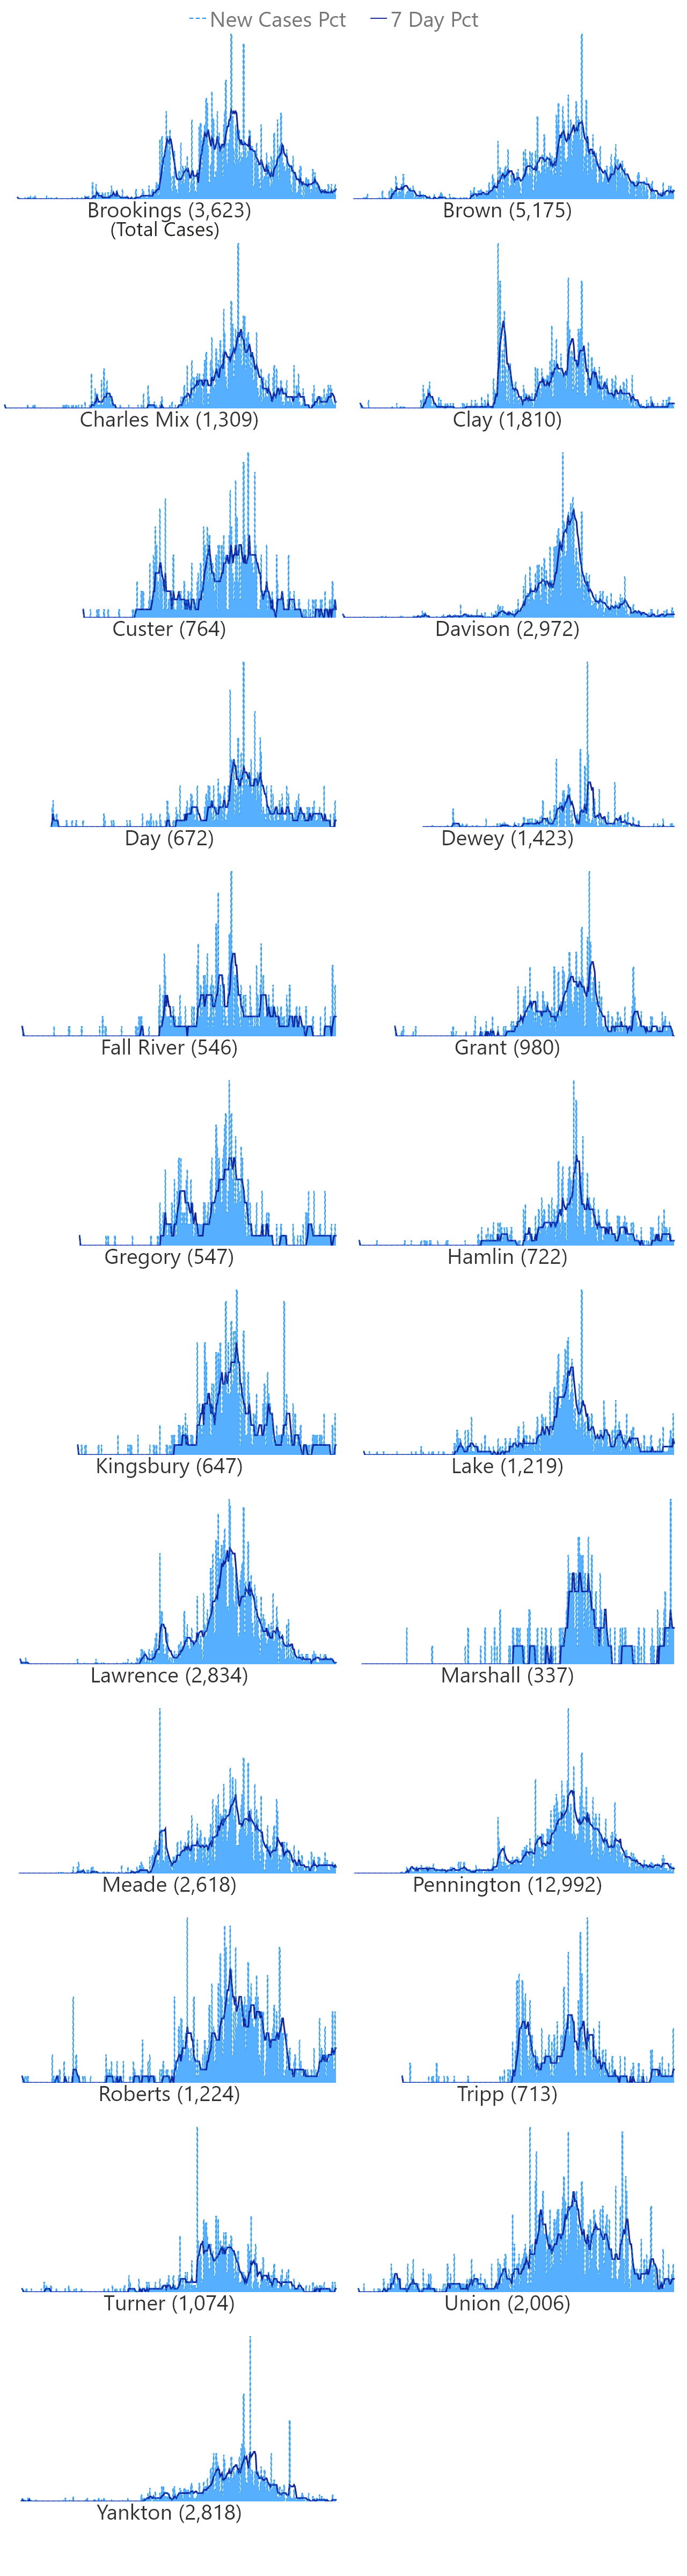 New Cases Pct 7 Day Pct
Brookings (3,623) Brown (5,175)
(Total Cases)
Charles Mix (1,309) Clay (1,810)
Custer (764) Davison (2,972)
Day (672) Dewey (1,423)
Fall River (546) Grant (980)
Gregory (547) Hamlin (722)
Kingsbury (647) Lake (1,219)
Lawrence (2,834) Marshall (337)
Meade (2,618) Pennington (12,992)
Roberts (1,224) Tripp (713)
Turner (1,074) Union (2,006)
Yankton (2,818)